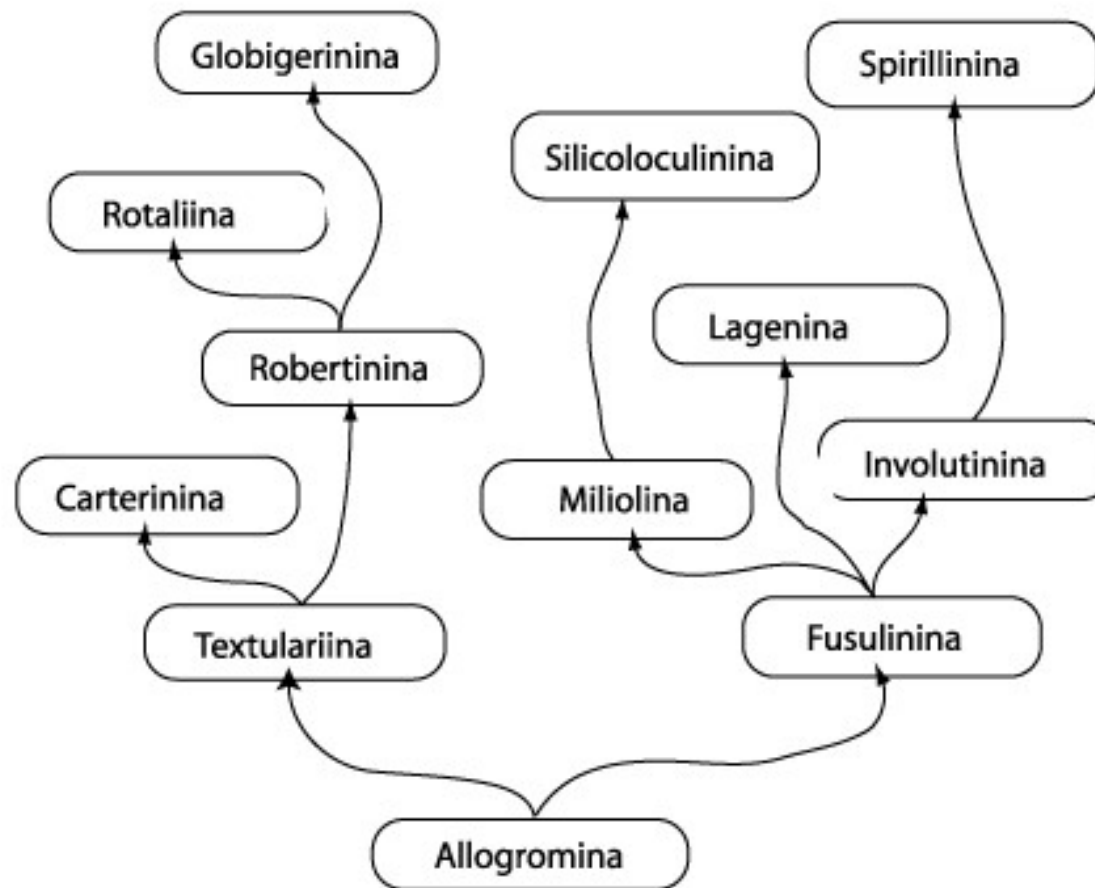 Globigerinina
Spirillinina
Silicoloculinina
Rotaliina
Lagenina
Robertinina
Involutinina
Carterinina
Miliolina
Textulariina
Fusulinina
Allogromina